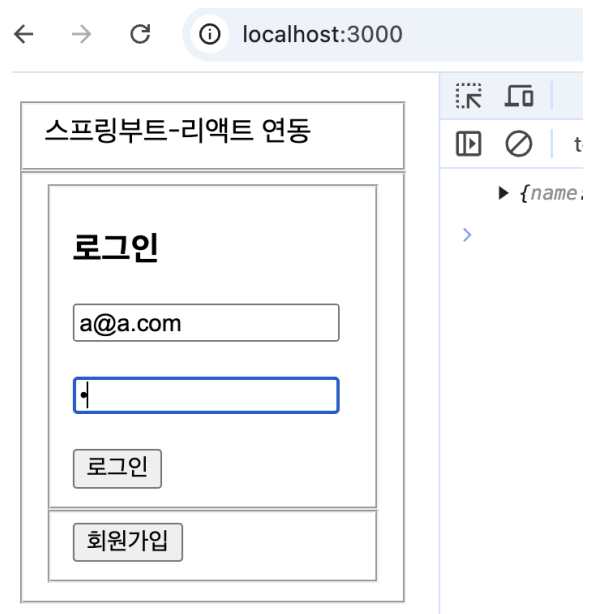 localhost:3000
스프링부트-리액트 연동
{name:
로그인
a@a.com
로그인
회원가입